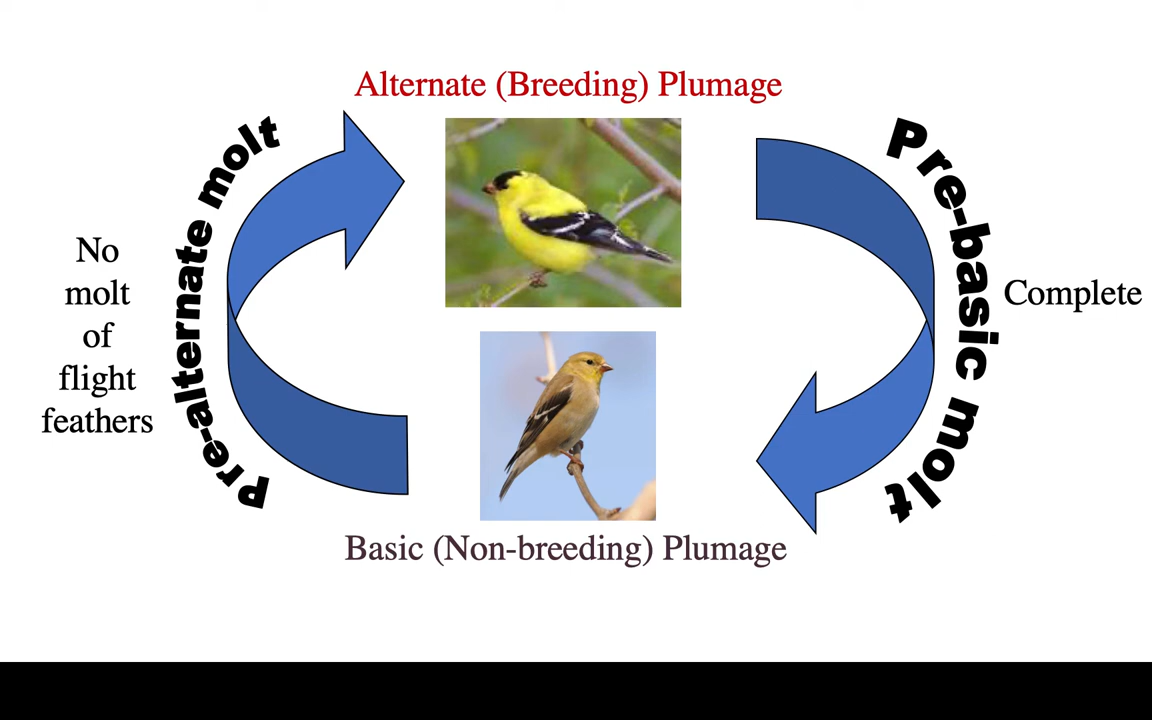 Alternate (Breeding) Plumage
Pre-alternate molt
No
molt
of
flight
feathers
Pre-basic molt
Complete
Basic (Non-breeding) Plumage